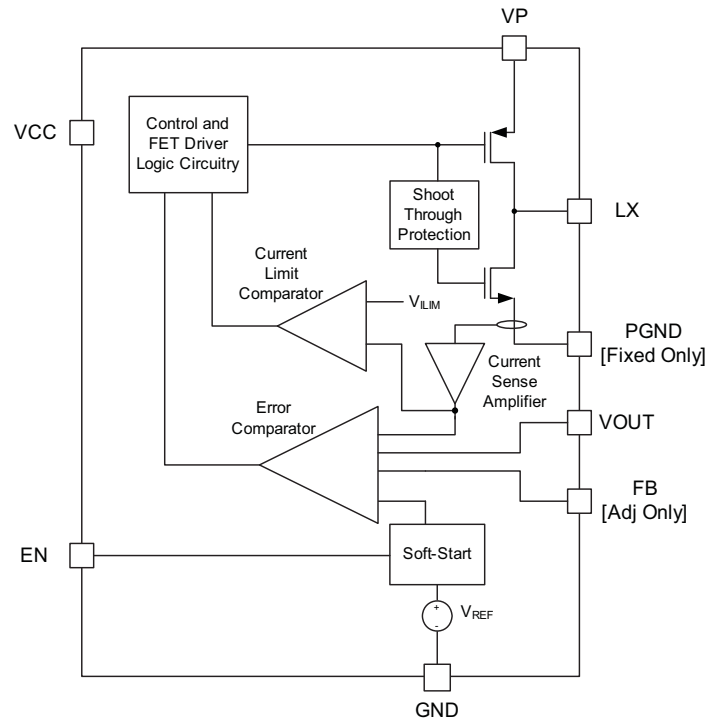 VP
VCC
Control and
FET Driver
Logic Circuitry
Shoot
Through
Protection
LX
Current
Limit
Comparator
VILIM
PGND
[Fixed Only]
Current
Sense
Amplifier
Error
Comparator
VOUT
FB
[Adj Only]
EN
Soft-Start
+
-
VREF
GND